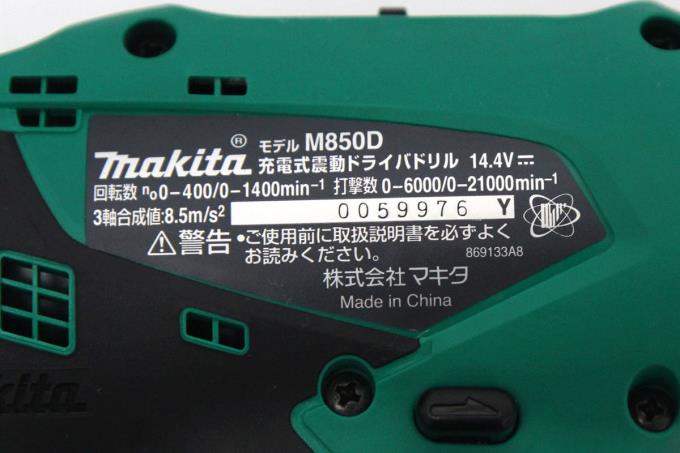 makita® モデル M850D
充電式震動ドライバドリル 14.4V⎓
回転数 n₀0-400/0-1400min⁻¹ 打撃数 0-6000/0-21000min⁻¹
3軸合成値:8.5m/s² 0059976 Y
⚠警告 •ご使用前に取扱説明書を必ずよく
お読みください。 869133A8
株式会社 マキタ
Made in China
kita